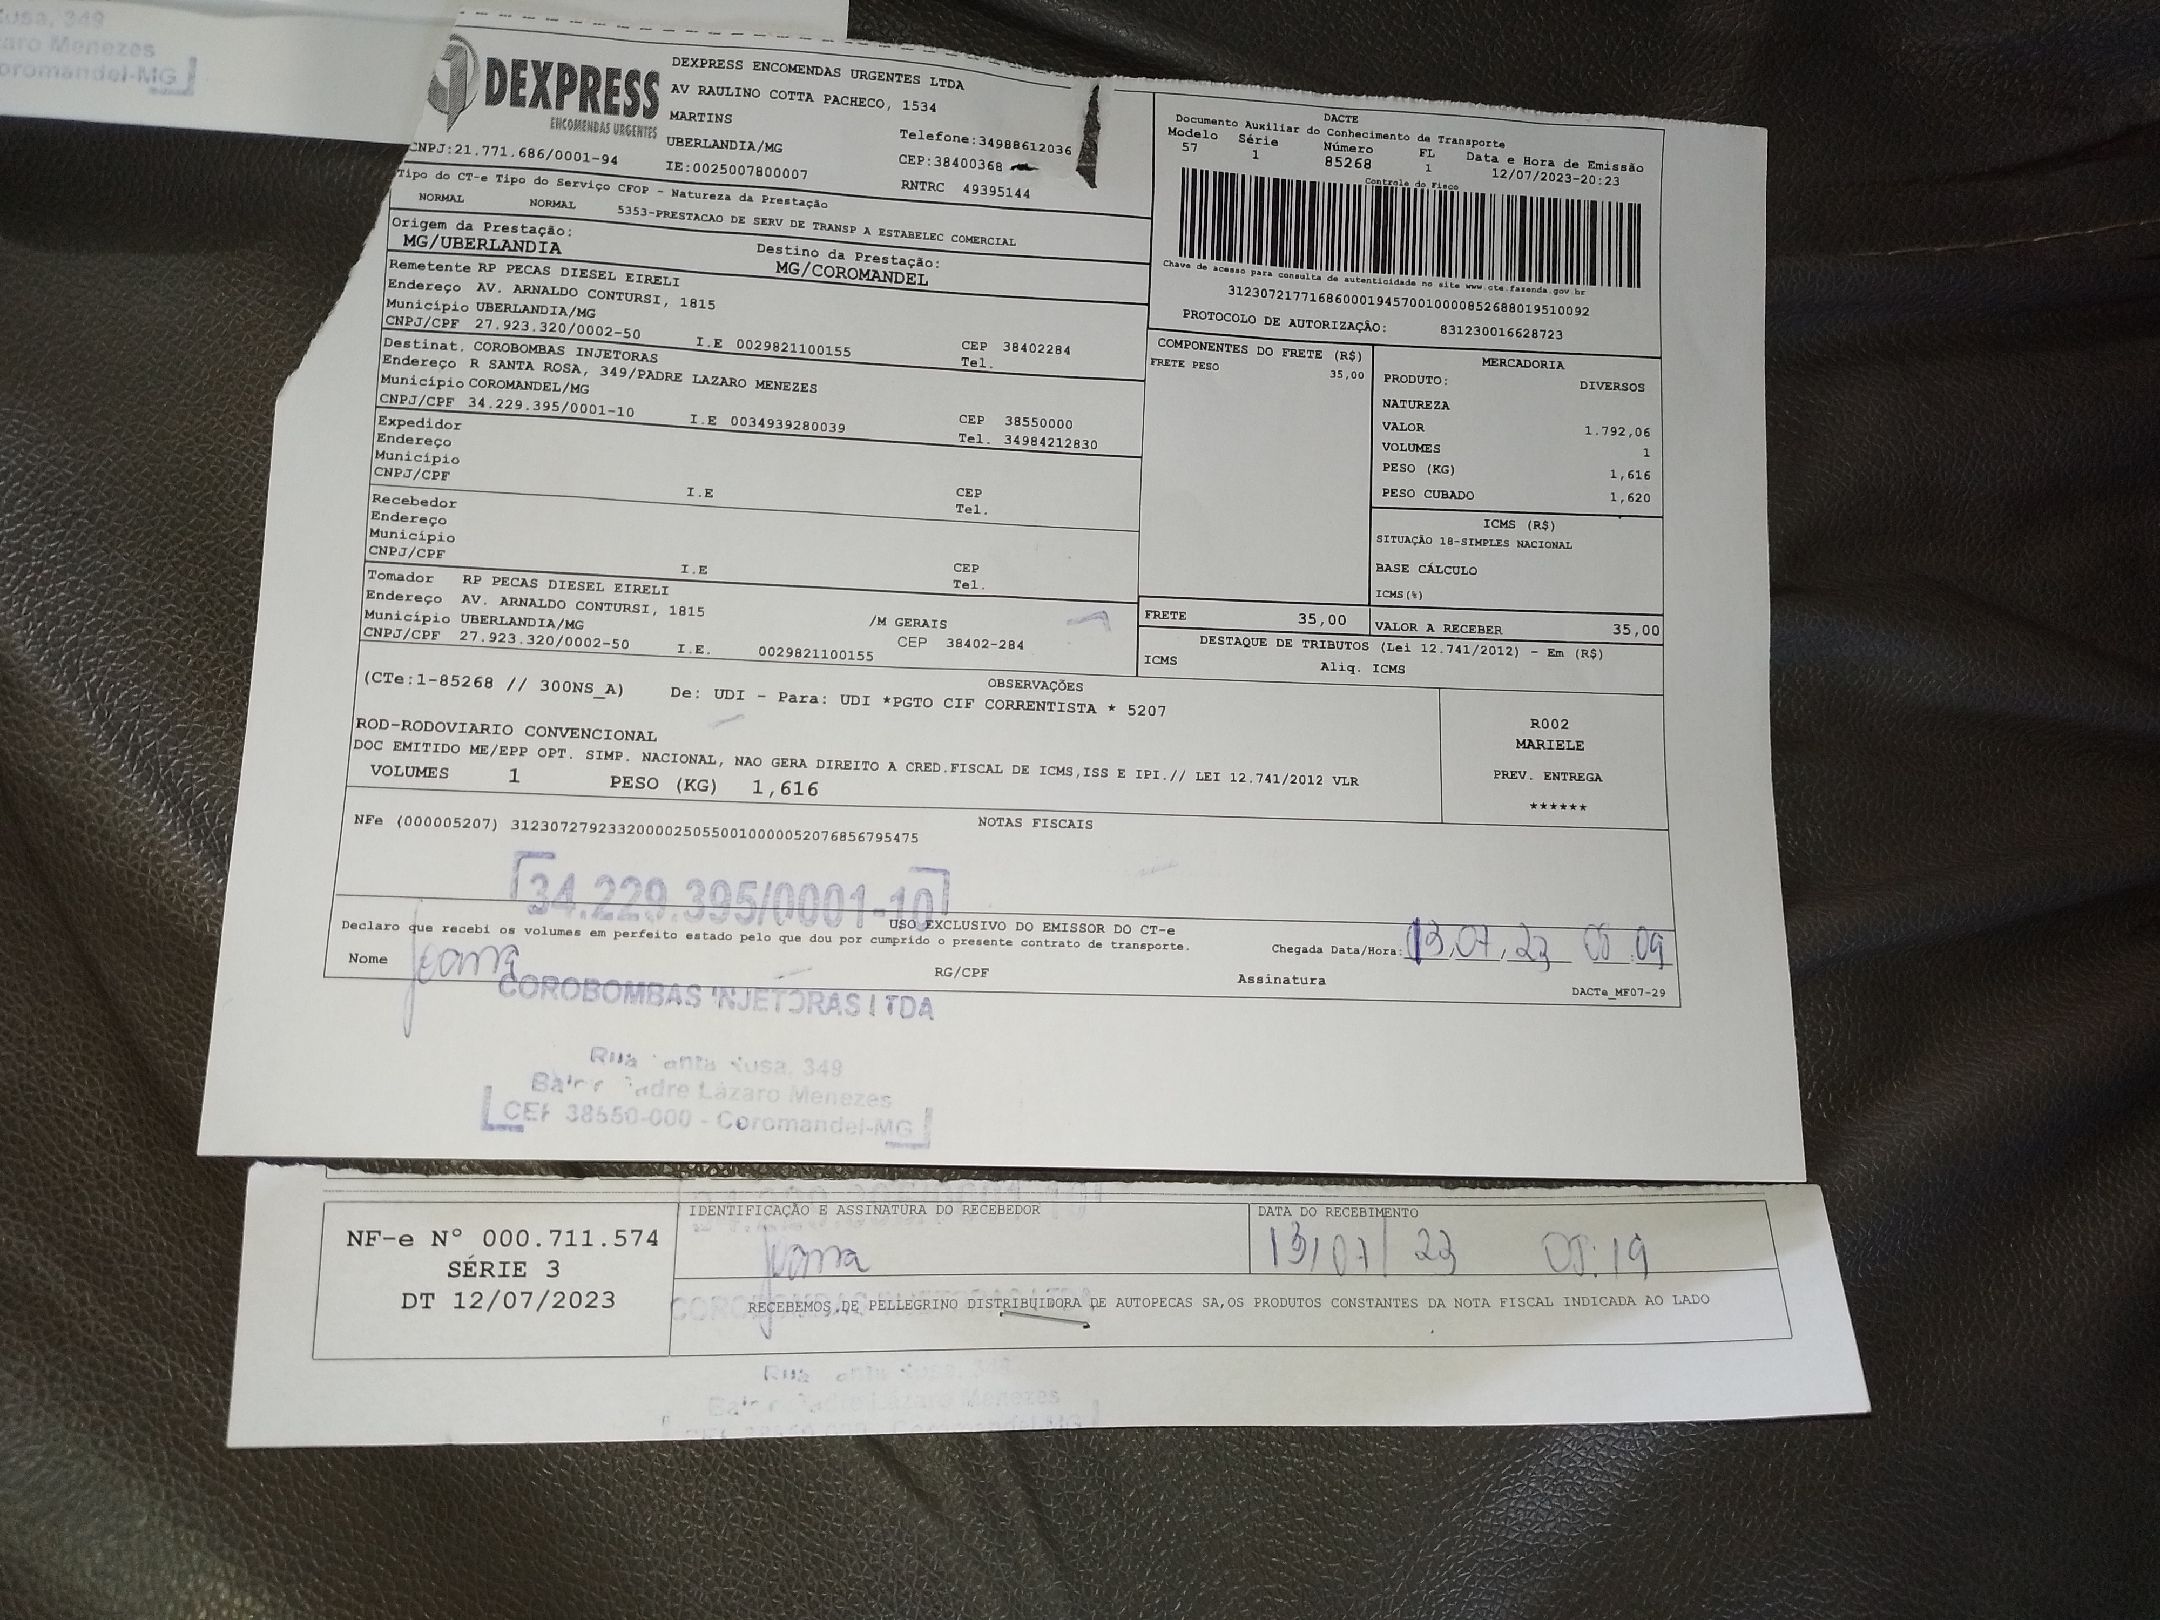 aro Menezes
oromandel-MG
DEXPRESS
ENCOMENDAS URGENTES
CNPJ:21.771.686/0001-94
DEXPRESS ENCOMENDAS URGENTES LTDA
AV RAULINO COTTA PACHECO, 1534
MARTINS
UBERLANDIA/MG Telefone:34988612036
CEP:38400368
IE:0025007800007 RNTRC 49395144
DACTE
Documento Auxiliar do Conhecimento de Transporte
Modelo Série Número FL Data e Hora de Emissão
57 1 85268 1 12/07/2023-20:23
Controle do Fisco
Chave de acesso para consulta de autenticidade no site www.cte.fazenda.gov.br
31230721771686000194570010000852688019510092
PROTOCOLO DE AUTORIZAÇÃO: 831230016628723
Tipo do CT-e Tipo do Serviço CFOP - Natureza da Prestação
NORMAL NORMAL 5353-PRESTACAO DE SERV DE TRANSP A ESTABELEC COMERCIAL
Origem da Prestação: Destino da Prestação:
MG/UBERLANDIA MG/COROMANDEL
Remetente RP PECAS DIESEL EIRELI
Endereço AV. ARNALDO CONTURSI, 1815
Município UBERLANDIA/MG CEP 38402284
CNPJ/CPF 27.923.320/0002-50 I.E 0029821100155 Tel.
Destinat. COROBOMBAS INJETORAS
Endereço R SANTA ROSA, 349/PADRE LAZARO MENEZES
Município COROMANDEL/MG CEP 38550000
CNPJ/CPF 34.229.395/0001-10 I.E 0034939280039 Tel. 34984212830
Expedidor
Endereço
Município CEP
CNPJ/CPF I.E Tel.
Recebedor
Endereço
Município CEP
CNPJ/CPF I.E Tel.
Tomador RP PECAS DIESEL EIRELI
Endereço AV. ARNALDO CONTURSI, 1815
Município UBERLANDIA/MG /M GERAIS
CNPJ/CPF 27.923.320/0002-50 I.E. 0029821100155 CEP 38402-284
COMPONENTES DO FRETE (R$)
FRETE PESO 35,00
MERCADORIA
PRODUTO: DIVERSOS
NATUREZA
VALOR 1.792,06
VOLUMES 1
PESO (KG) 1,616
PESO CUBADO 1,620
ICMS (R$)
SITUAÇÃO 18-SIMPLES NACIONAL
BASE CÁLCULO
ICMS(%)
FRETE 35,00 VALOR A RECEBER 35,00
DESTAQUE DE TRIBUTOS (Lei 12.741/2012) - Em (R$)
ICMS Aliq. ICMS
OBSERVAÇÕES
(CTe:1-85268 // 300NS_A) De: UDI - Para: UDI *PGTO CIF CORRENTISTA * 5207
ROD-RODOVIARIO CONVENCIONAL
DOC EMITIDO ME/EPP OPT. SIMP. NACIONAL, NAO GERA DIREITO A CRED.FISCAL DE ICMS,ISS E IPI.// LEI 12.741/2012 VLR
VOLUMES 1 PESO (KG) 1,616
R002
MARIELE
PREV. ENTREGA
******
NOTAS FISCAIS
NFe (000005207) 31230727923320000250550010000052076856795475
34.229.395/0001-10
USO EXCLUSIVO DO EMISSOR DO CT-e
Declaro que recebi os volumes em perfeito estado pelo que dou por cumprido o presente contrato de transporte.
Chegada Data/Hora: 13,07,23
Nome RG/CPF Assinatura
DACTe_MF07-29
COROBOMBAS INJETORAS LTDA
Rua 349
Padre Lázaro Menezes
CEP 38550-000 - Coromandel-MG
NF-e Nº 000.711.574
SÉRIE 3
DT 12/07/2023
IDENTIFICAÇÃO E ASSINATURA DO RECEBEDOR
DATA DO RECEBIMENTO
13/07/23
RECEBEMOS DE PELLEGRINO DISTRIBUIDORA DE AUTOPECAS SA,OS PRODUTOS CONSTANTES DA NOTA FISCAL INDICADA AO LADO